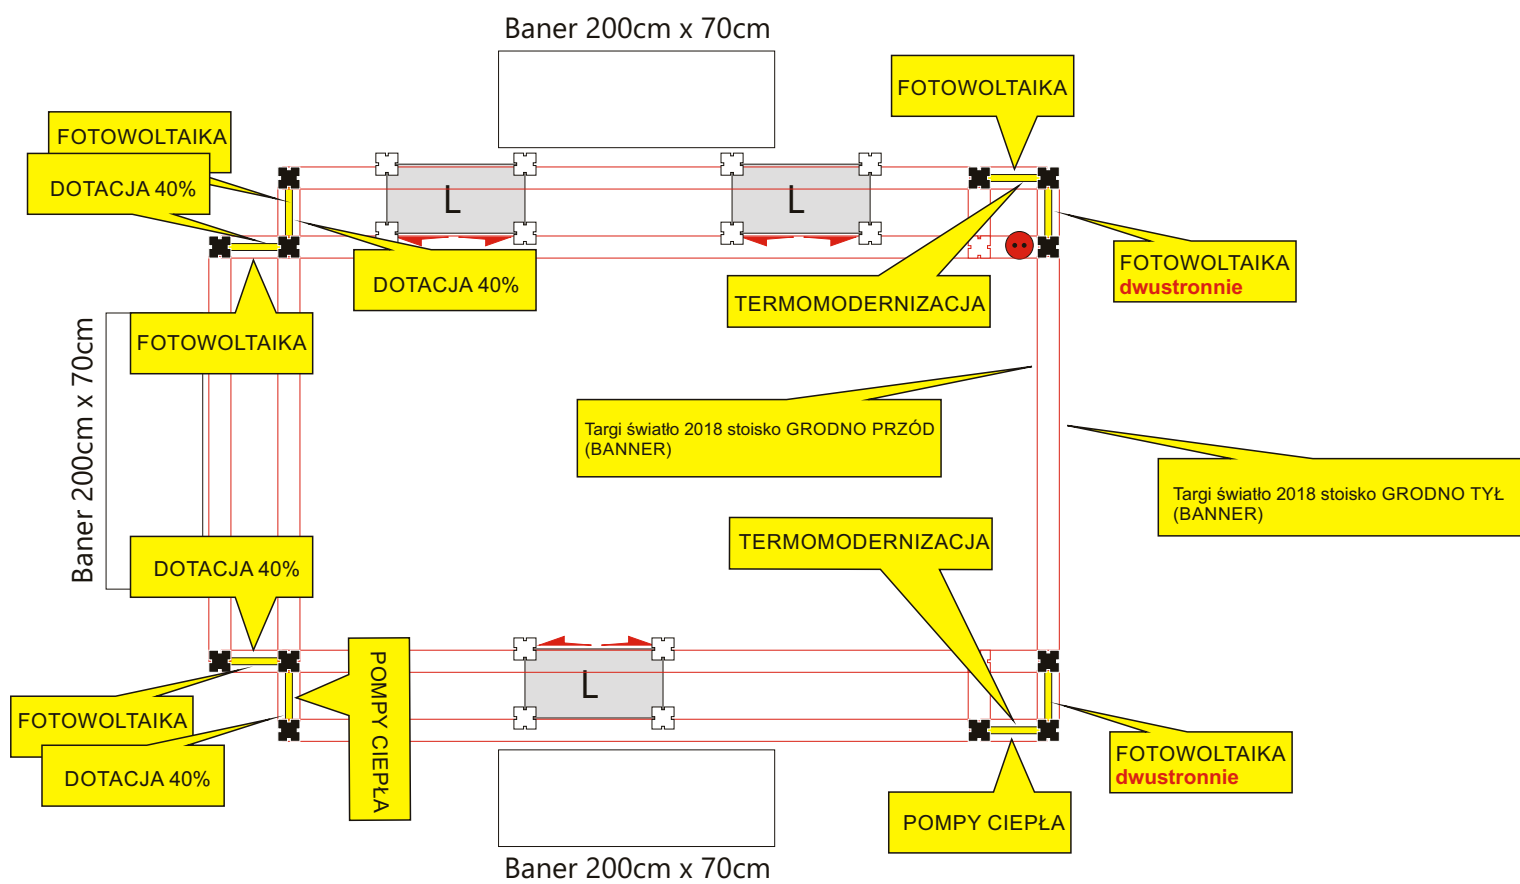 Baner 200cm x 70cm
FOTOWOLTAIKA
FOTOWOLTAIKA
DOTACJA 40%
L
L
DOTACJA 40%
FOTOWOLTAIKA
dwustronnie
TERMOMODERNIZACJA
FOTOWOLTAIKA
Baner 200cm x 70cm
Targi światło 2018 stoisko GRODNO PRZÓD
(BANNER)
Targi światło 2018 stoisko GRODNO TYŁ
(BANNER)
TERMOMODERNIZACJA
DOTACJA 40%
POMPY CIEPŁA
L
FOTOWOLTAIKA
DOTACJA 40%
FOTOWOLTAIKA
dwustronnie
POMPY CIEPŁA
Baner 200cm x 70cm